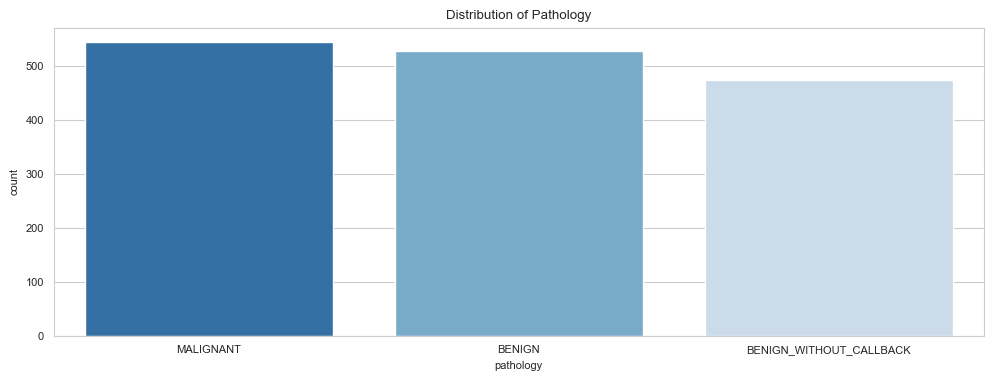 Distribution of Pathology
count
500
400
300
200
100
0
MALIGNANT BENIGN BENIGN_WITHOUT_CALLBACK
pathology